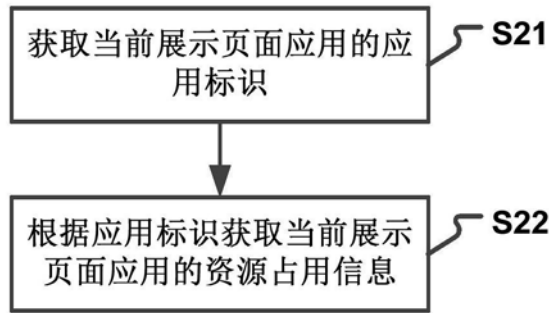 获取当前展示页面应用的应
用标识
S21
根据应用标识获取当前展示
页面应用的资源占用信息
S22